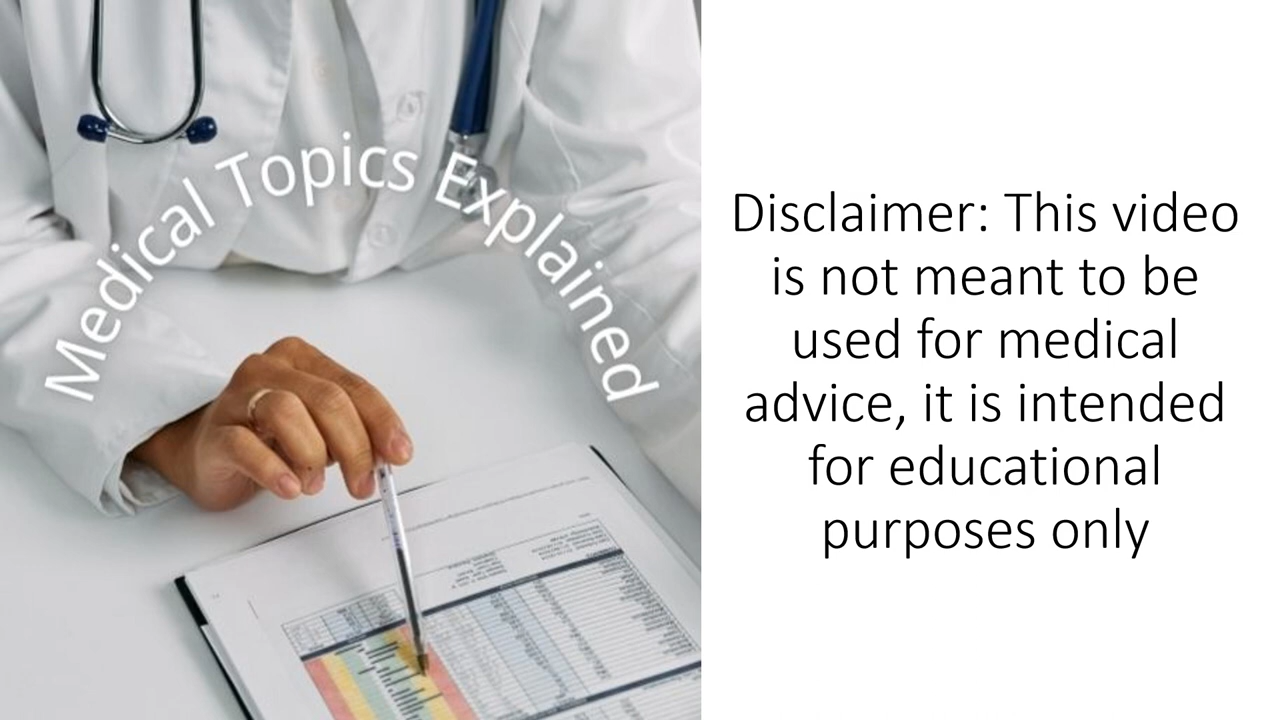 Medical Topics Explained
Disclaimer: This video
is not meant to be
used for medical
advice, it is intended
for educational
purposes only